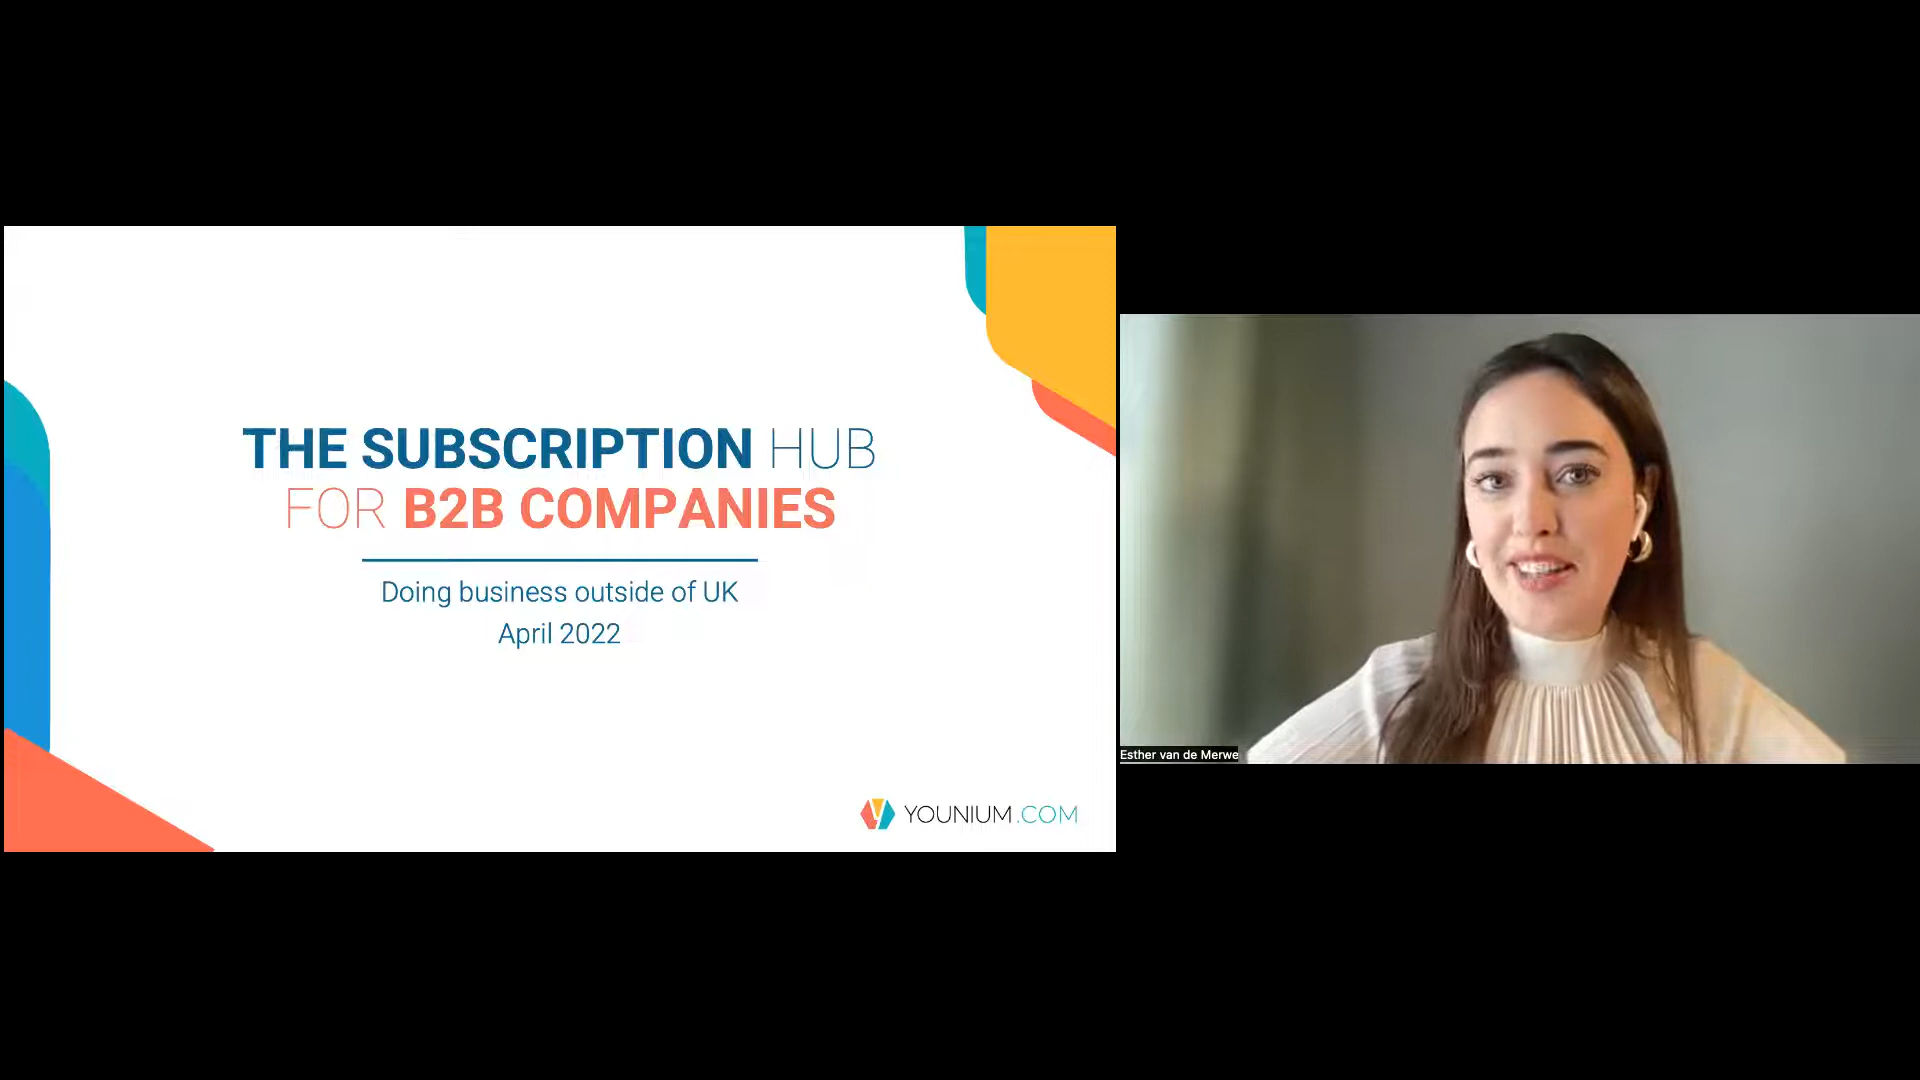 THE SUBSCRIPTION HUB
FOR B2B COMPANIES
Doing business outside of UK
April 2022
YOUNIUM.COM
Esther van de Merwe